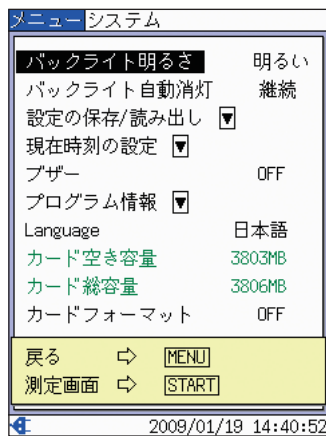 メニュー システム
バックライト明るさ 明るい
バックライト自動消灯 継続
設定の保存/読み出し ▼
現在時刻の設定 ▼
ブザー OFF
プログラム情報 ▼
Language 日本語
カード空き容量 3803MB
カード総容量 3806MB
カードフォーマット OFF
戻る ⇨ MENU
測定画面 ⇨ START
2009/01/19 14:40:52